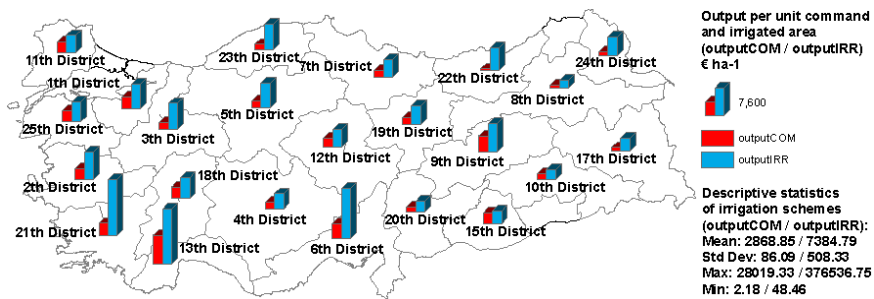 11th District
23th District
7th District
24th District
22th District
1th District
8th District
25th District
5th District
3th District
19th District
12th District
9th District
17th District
2th District
18th District
10th District
21th District
4th District
20th District
15th District
13th District
6th District
Output per unit command
and irrigated area
(outputCOM / outputIRR)
€ ha-1
7,600
outputCOM
outputIRR
Descriptive statistics
of irrigation schemes
(outputCOM / outputIRR):
Mean: 2868.85 / 7384.79
Std Dev: 86.09 / 508.33
Max: 28019.33 / 376536.75
Min: 2.18 / 48.46